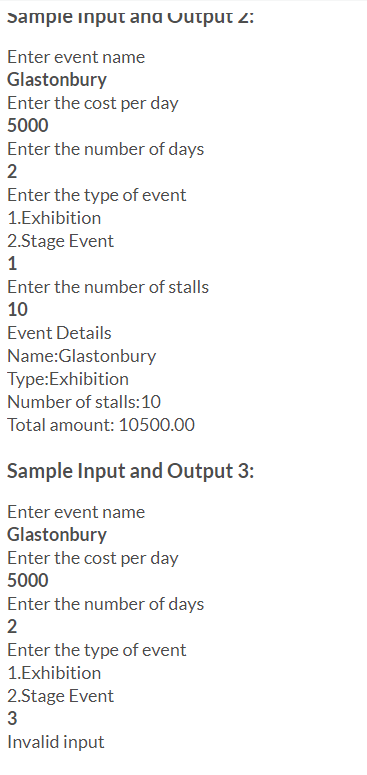 Sample Input and Output 2:
Enter event name
Glastonbury
Enter the cost per day
5000
Enter the number of days
2
Enter the type of event
1.Exhibition
2.Stage Event
1
Enter the number of stalls
10
Event Details
Name:Glastonbury
Type:Exhibition
Number of stalls:10
Total amount: 10500.00
Sample Input and Output 3:
Enter event name
Glastonbury
Enter the cost per day
5000
Enter the number of days
2
Enter the type of event
1.Exhibition
2.Stage Event
3
Invalid input